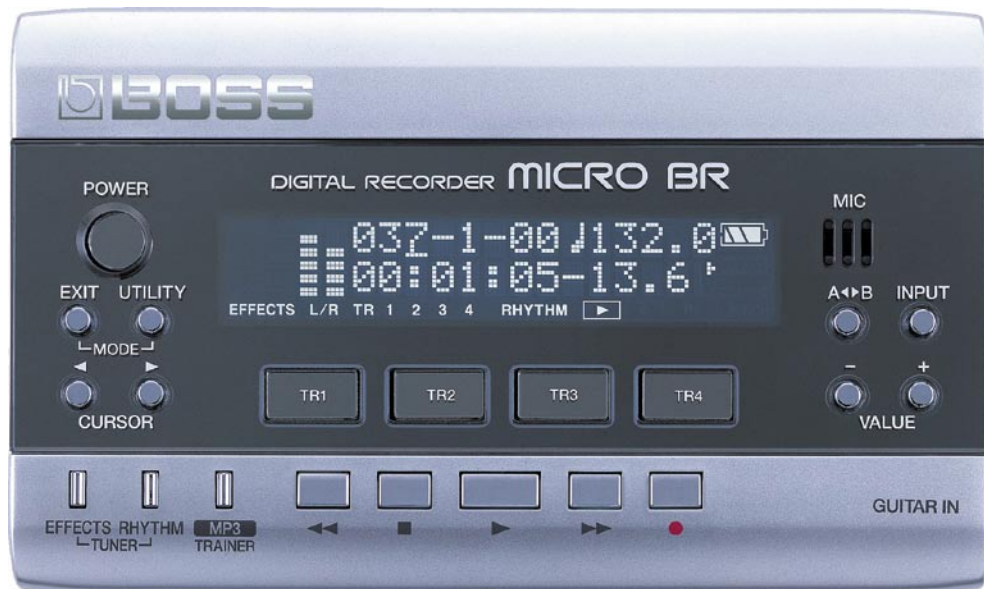 BOSS
DIGITAL RECORDER MICRO BR
POWER
MIC
037-1-00♩132.0
00:01:05-13.6
EFFECTS L/R TR 1 2 3 4 RHYTHM
EXIT UTILITY
A◂▸B INPUT
MODE
− +
CURSOR
VALUE
TR1 TR2 TR3 TR4
GUITAR IN
EFFECTS RHYTHM MP3
TUNER TRAINER